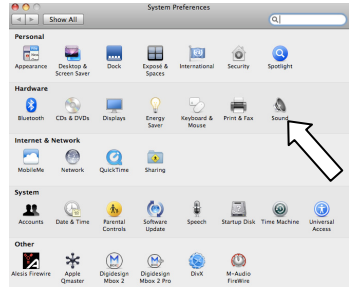 System Preferences
Show All
Personal
Appearance Desktop & Screen Saver Dock Exposé & Spaces International Security Spotlight
Hardware
Bluetooth CDs & DVDs Displays Energy Saver Keyboard & Mouse Print & Fax Sound
Internet & Network
MobileMe Network QuickTime Sharing
System
Accounts Date & Time Parental Controls Software Update Speech Startup Disk Time Machine Universal Access
Other
Alesis Firewire Apple Qmaster Digidesign Mbox 2 Digidesign Mbox 2 Pro DivX M-Audio FireWire